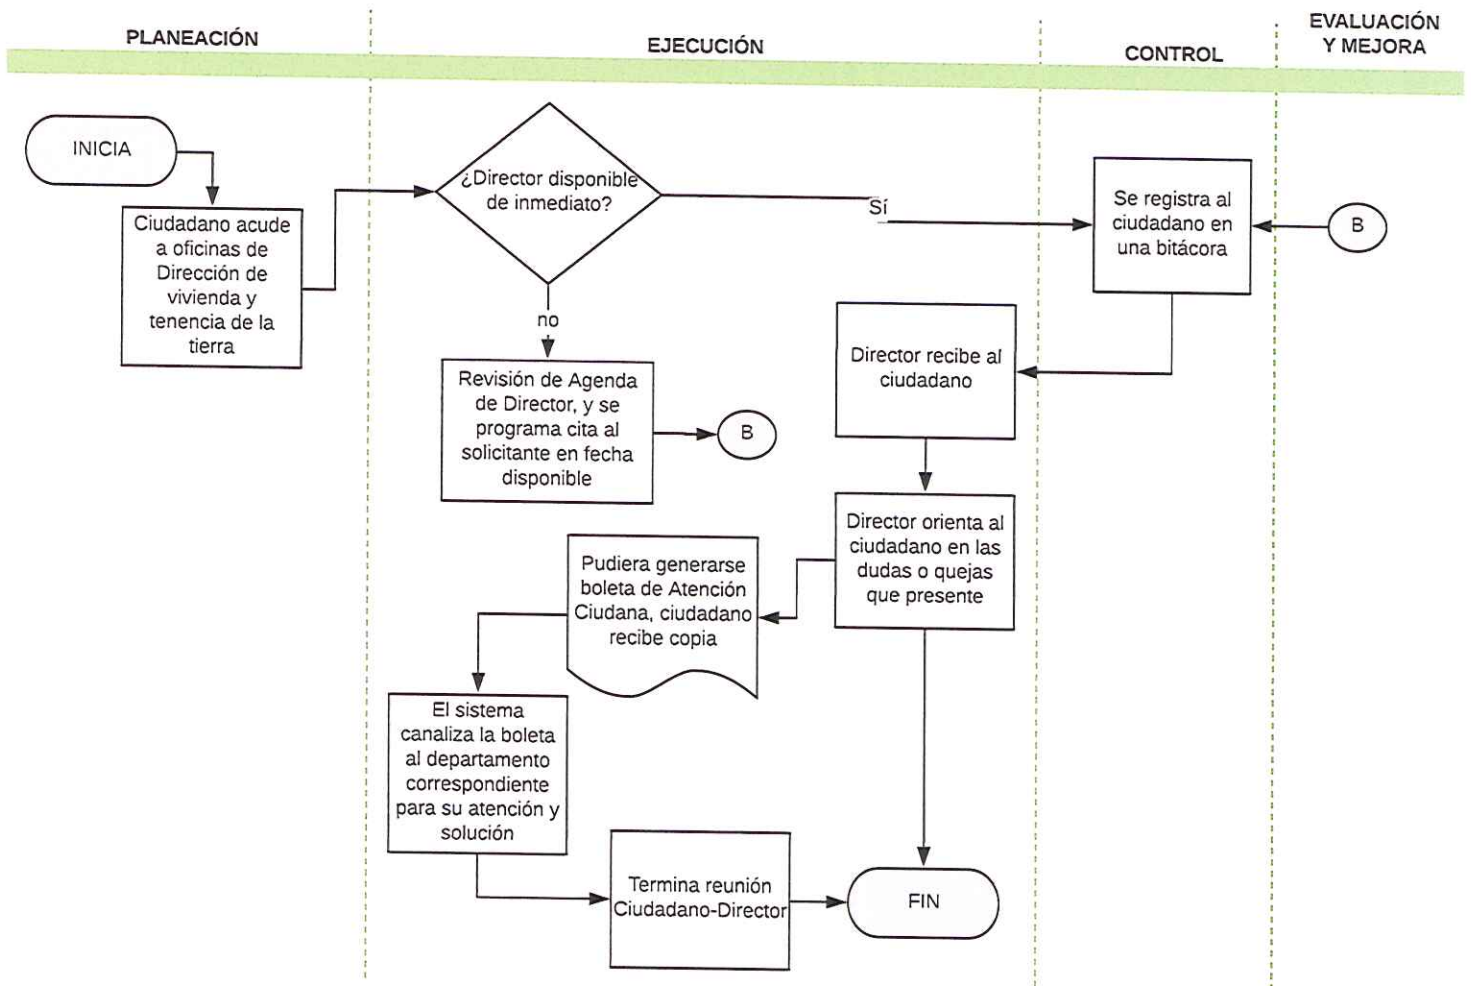 PLANEACIÓN
EJECUCIÓN
CONTROL
EVALUACIÓN
Y MEJORA
INICIA
Ciudadano acude
a oficinas de
Dirección de
vivienda y
tenencia de la
tierra
¿Director disponible
de inmediato?
Sí
no
Se registra al
ciudadano en
una bitácora
B
Revisión de Agenda
de Director, y se
programa cita al
solicitante en fecha
disponible
B
Director recibe al
ciudadano
Director orienta al
ciudadano en las
dudas o quejas
que presente
Pudiera generarse
boleta de Atención
Ciudana, ciudadano
recibe copia
El sistema
canaliza la boleta
al departamento
correspondiente
para su atención y
solución
Termina reunión
Ciudadano-Director
FIN